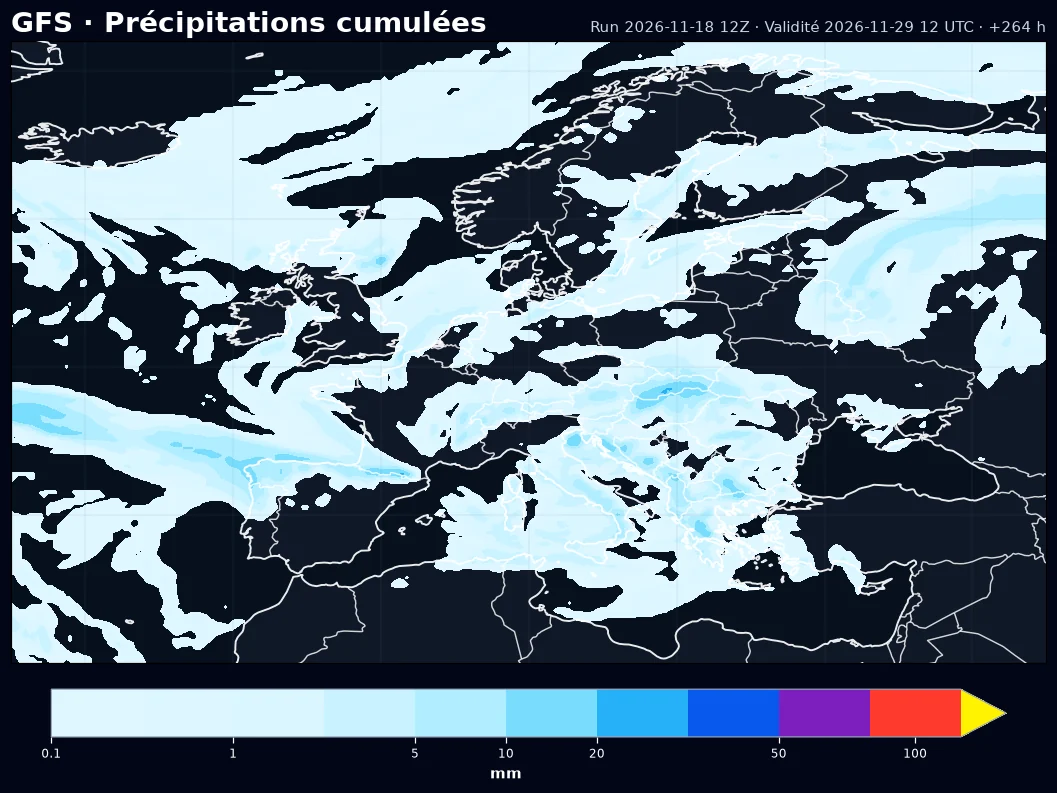 GFS · Précipitations cumulées
Run 2026-11-18 12Z · Validité 2026-11-29 12 UTC · +264 h
0.1 1 5 10 20 50 100
mm